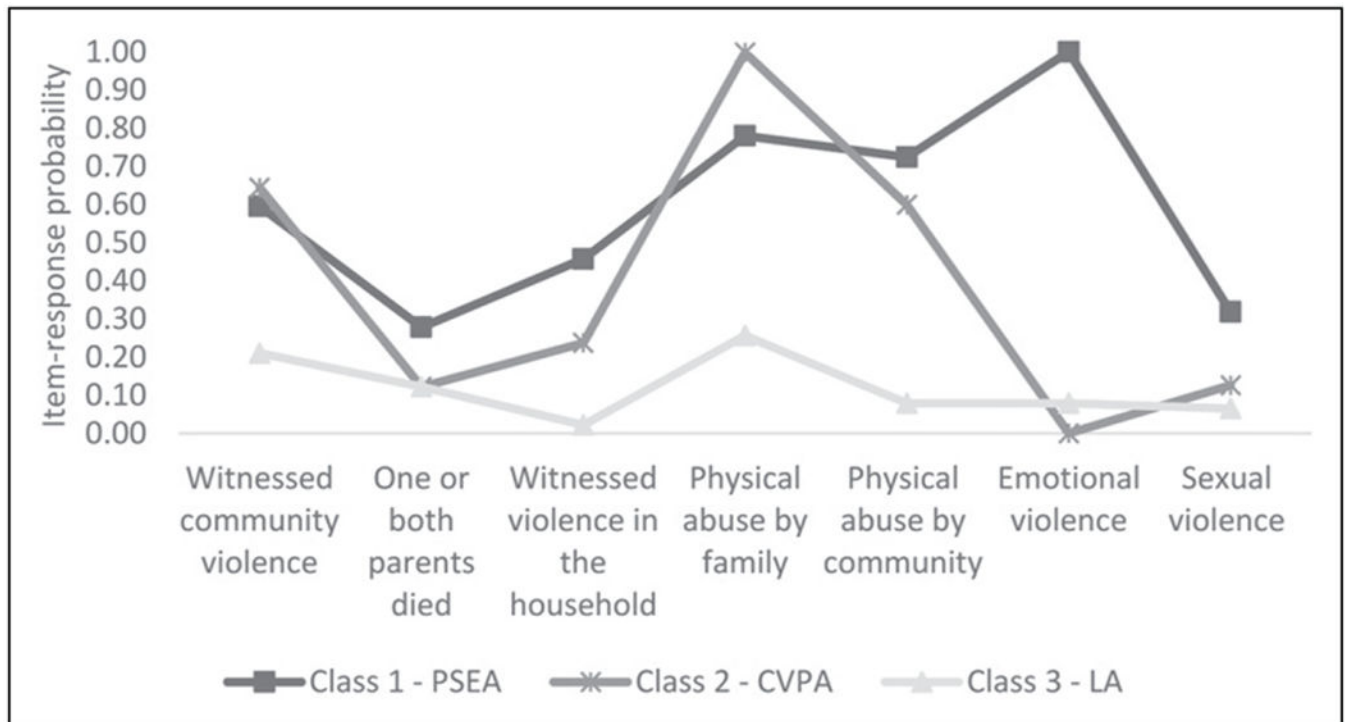 Item-response probability
1.00
0.90
0.80
0.70
0.60
0.50
0.40
0.30
0.20
0.10
0.00
Witnessed community violence
One or both parents died
Witnessed violence in the household
Physical abuse by family
Physical abuse by community
Emotional violence
Sexual violence
Class 1 - PSEA
Class 2 - CVPA
Class 3 - LA